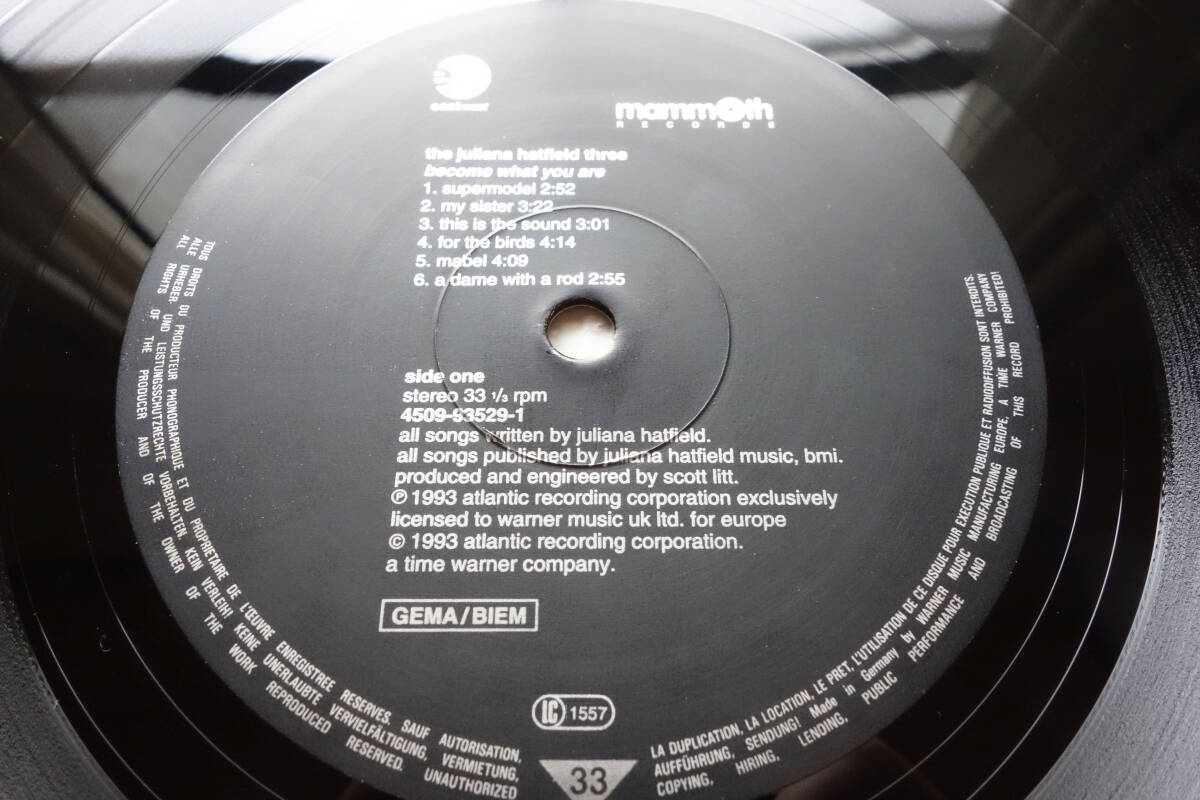 eastwest
mammoth
RECORDS
the juliana hatfield three
become what you are
1. supermodel 2:52
2. my sister 3:22
3. this is the sound 3:01
4. for the birds 4:14
5. mabel 4:09
6. a dame with a rod 2:55
side one
stereo 33 1/3 rpm
4509-93529-1
all songs written by juliana hatfield.
all songs published by juliana hatfield music, bmi.
produced and engineered by scott litt.
℗ 1993 atlantic recording corporation exclusively
licensed to warner music uk ltd. for europe
© 1993 atlantic recording corporation.
a time warner company.
GEMA/BIEM
LC 1557
33
TOUS DROITS DU PRODUCTEUR PHONOGRAPHIQUE ET DU PROPRIETAIRE DE L'ŒUVRE ENREGISTREE RESERVES. SAUF AUTORISATION, LA DUPLICATION, LA LOCATION, LE PRET, L'UTILISATION DE CE DISQUE POUR EXECUTION PUBLIQUE ET RADIODIFFUSION SONT INTERDITS.
ALLE URHEBER- UND LEISTUNGSSCHUTZRECHTE VORBEHALTEN. KEIN VERLEIH! KEINE UNERLAUBTE VERVIELFÄLTIGUNG, VERMIETUNG, AUFFÜHRUNG, SENDUNG! Made in Germany by WARNER MUSIC MANUFACTURING EUROPE, A TIME WARNER COMPANY
ALL RIGHTS OF THE PRODUCER AND OF THE OWNER OF THE WORK REPRODUCED RESERVED. UNAUTHORIZED COPYING, HIRING, LENDING, PUBLIC PERFORMANCE AND BROADCASTING OF THIS RECORD PROHIBITED!